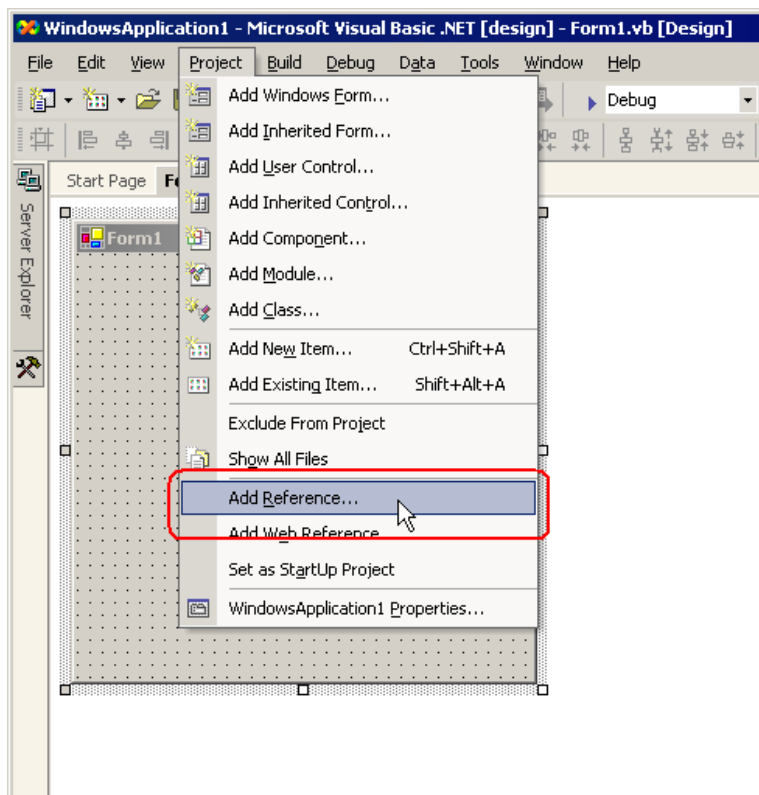 WindowsApplication1 - Microsoft Visual Basic .NET [design] - Form1.vb [Design]
File Edit View Project Build Debug Data Tools Window Help
Debug
Start Page
Server Explorer
Form1
Add Windows Form...
Add Inherited Form...
Add User Control...
Add Inherited Control...
Add Component...
Add Module...
Add Class...
Add New Item... Ctrl+Shift+A
Add Existing Item... Shift+Alt+A
Exclude From Project
Show All Files
Add Reference...
Add Web Reference
Set as StartUp Project
WindowsApplication1 Properties...